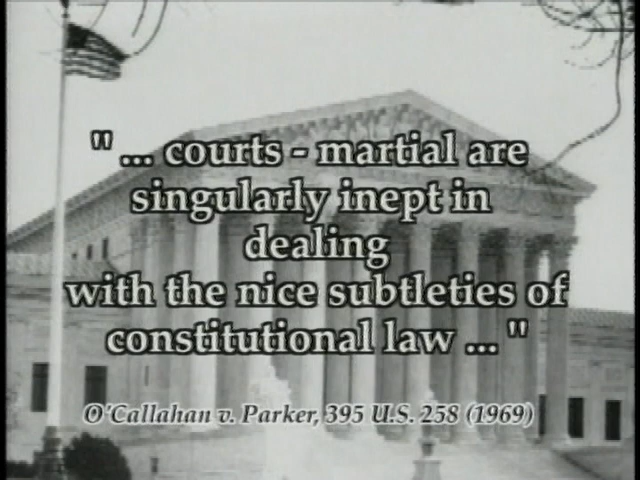 " ... courts - martial are
singularly inept in
dealing
with the nice subtleties of
constitutional law ... "
O'Callahan v. Parker, 395 U.S. 258 (1969)